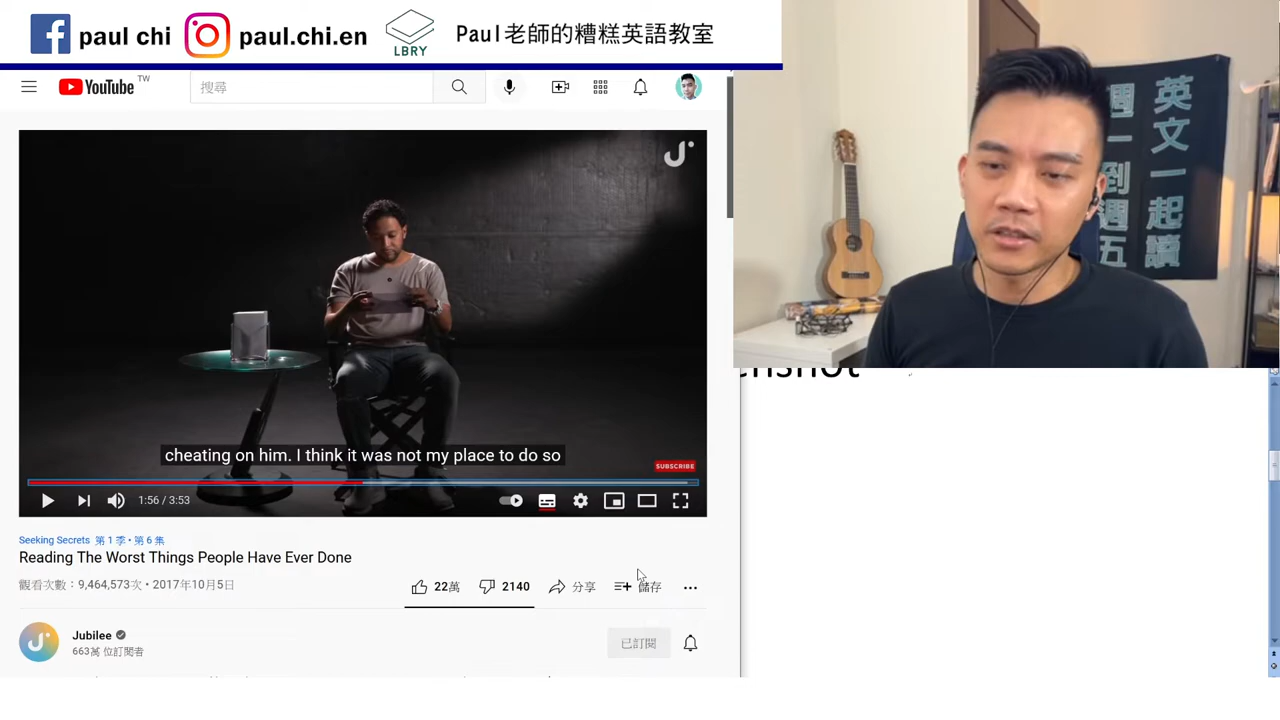 paul chi paul.chi.en LBRY Paul老師的糟糕英語教室
YouTube TW 搜尋
英文一起讀
週一到週五
cheating on him. I think it was not my place to do so
SUBSCRIBE
1:56 / 3:53
enshot
Seeking Secrets 第 1 季 • 第 6 集
Reading The Worst Things People Have Ever Done
觀看次數：9,464,573次 • 2017年10月5日
22萬 2140 分享 儲存
Jubilee
663萬 位訂閱者
已訂閱